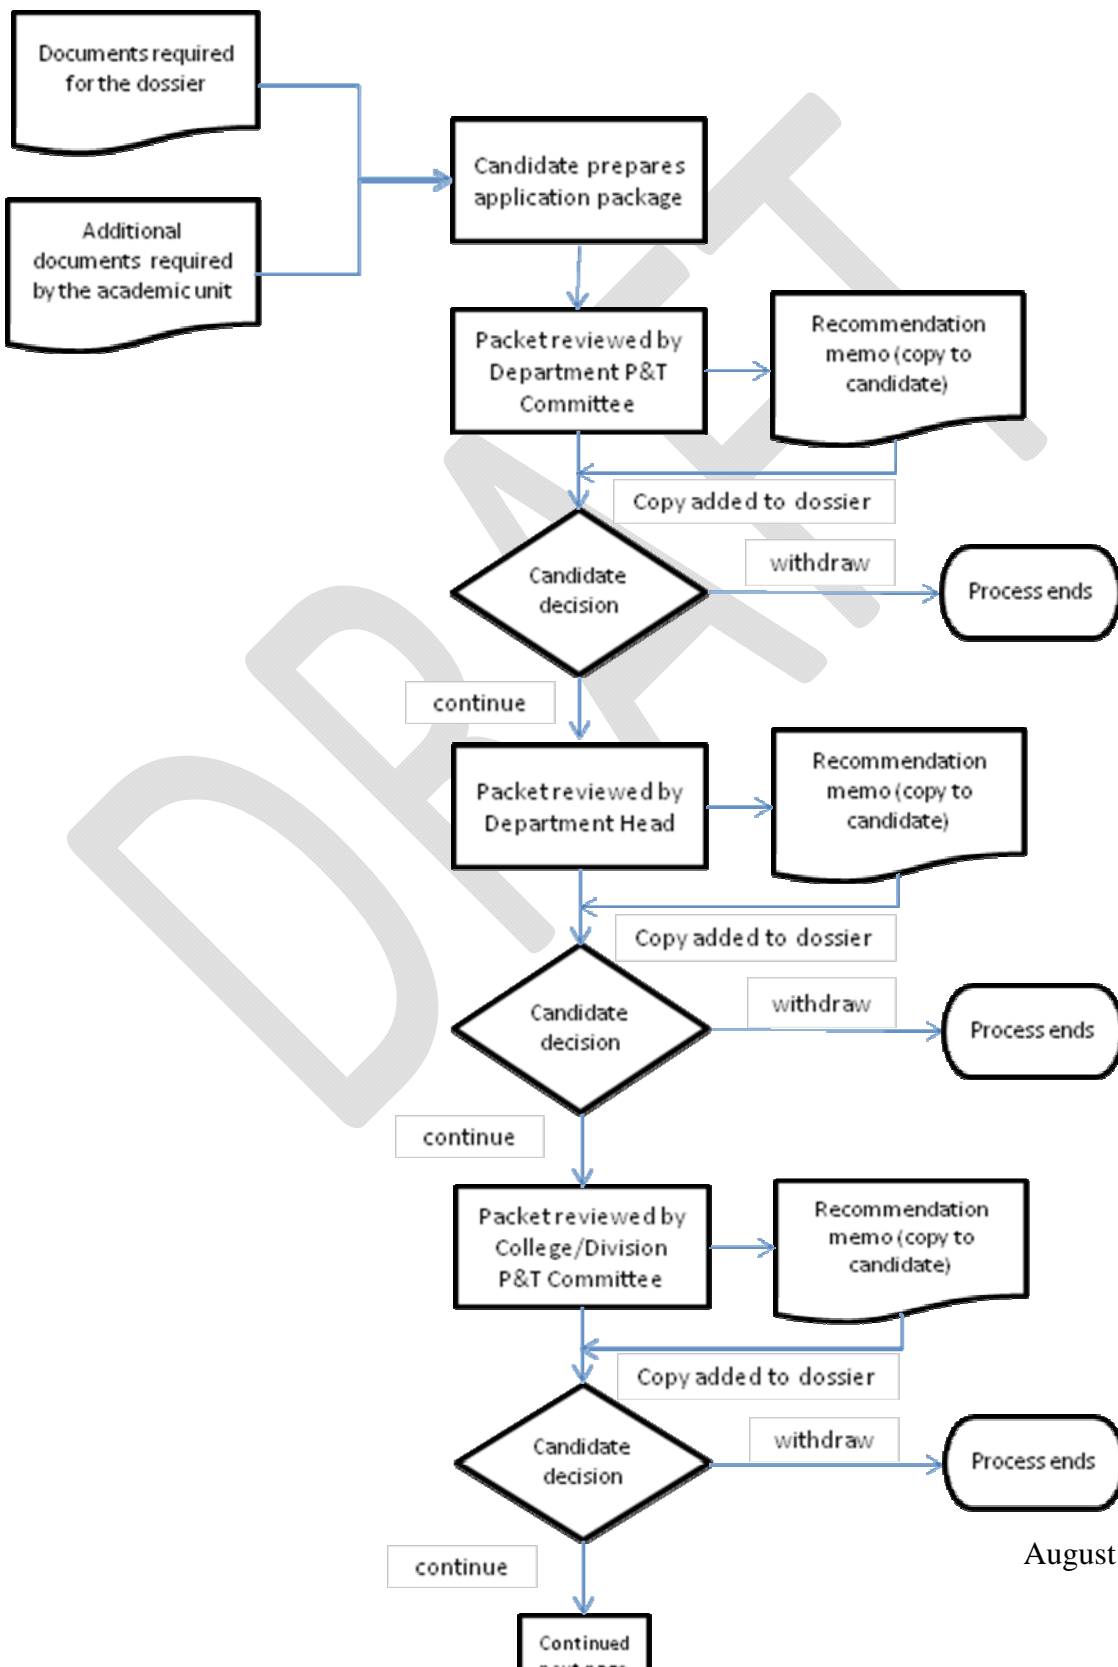 Documents required
for the dossier
Additional
documents required
by the academic unit
Candidate prepares
application package
Packet reviewed by
Department P&T
Committee
Recommendation
memo (copy to
candidate)
Copy added to dossier
Candidate
decision
withdraw
Process ends
continue
Packet reviewed by
Department Head
Recommendation
memo (copy to
candidate)
Copy added to dossier
Candidate
decision
withdraw
Process ends
continue
Packet reviewed by
College/Division
P&T Committee
Recommendation
memo (copy to
candidate)
Copy added to dossier
Candidate
decision
withdraw
Process ends
continue
August
Continued
next page
DRAFT